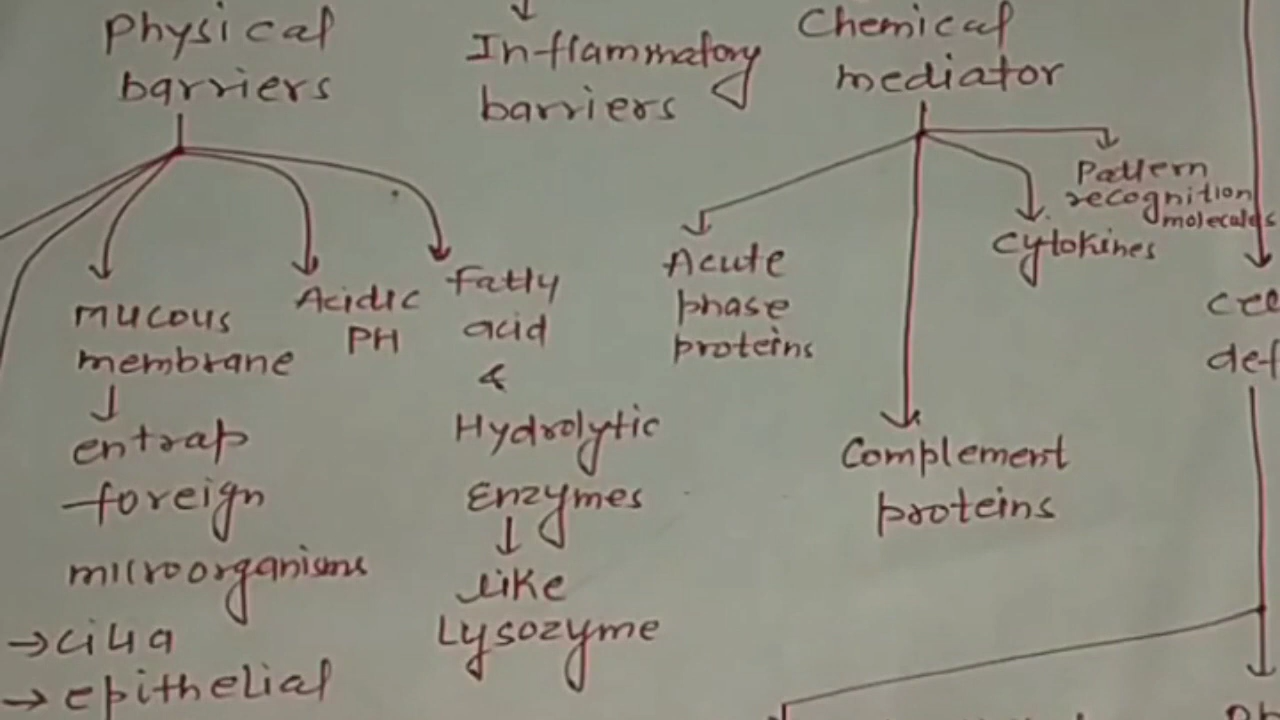 Physical
barriers
Inflammatory
barriers
Chemical
mediator
Pattern
recognition
molecules
Cytokines
Acute
phase
proteins
Complement
proteins
Mucous
membrane
entrap
foreign
microorganisms
→ cilia
→ epithelial
Acidic
PH
Fatty
acid
&
Hydrolytic
Enzymes
Like
Lysozyme
def